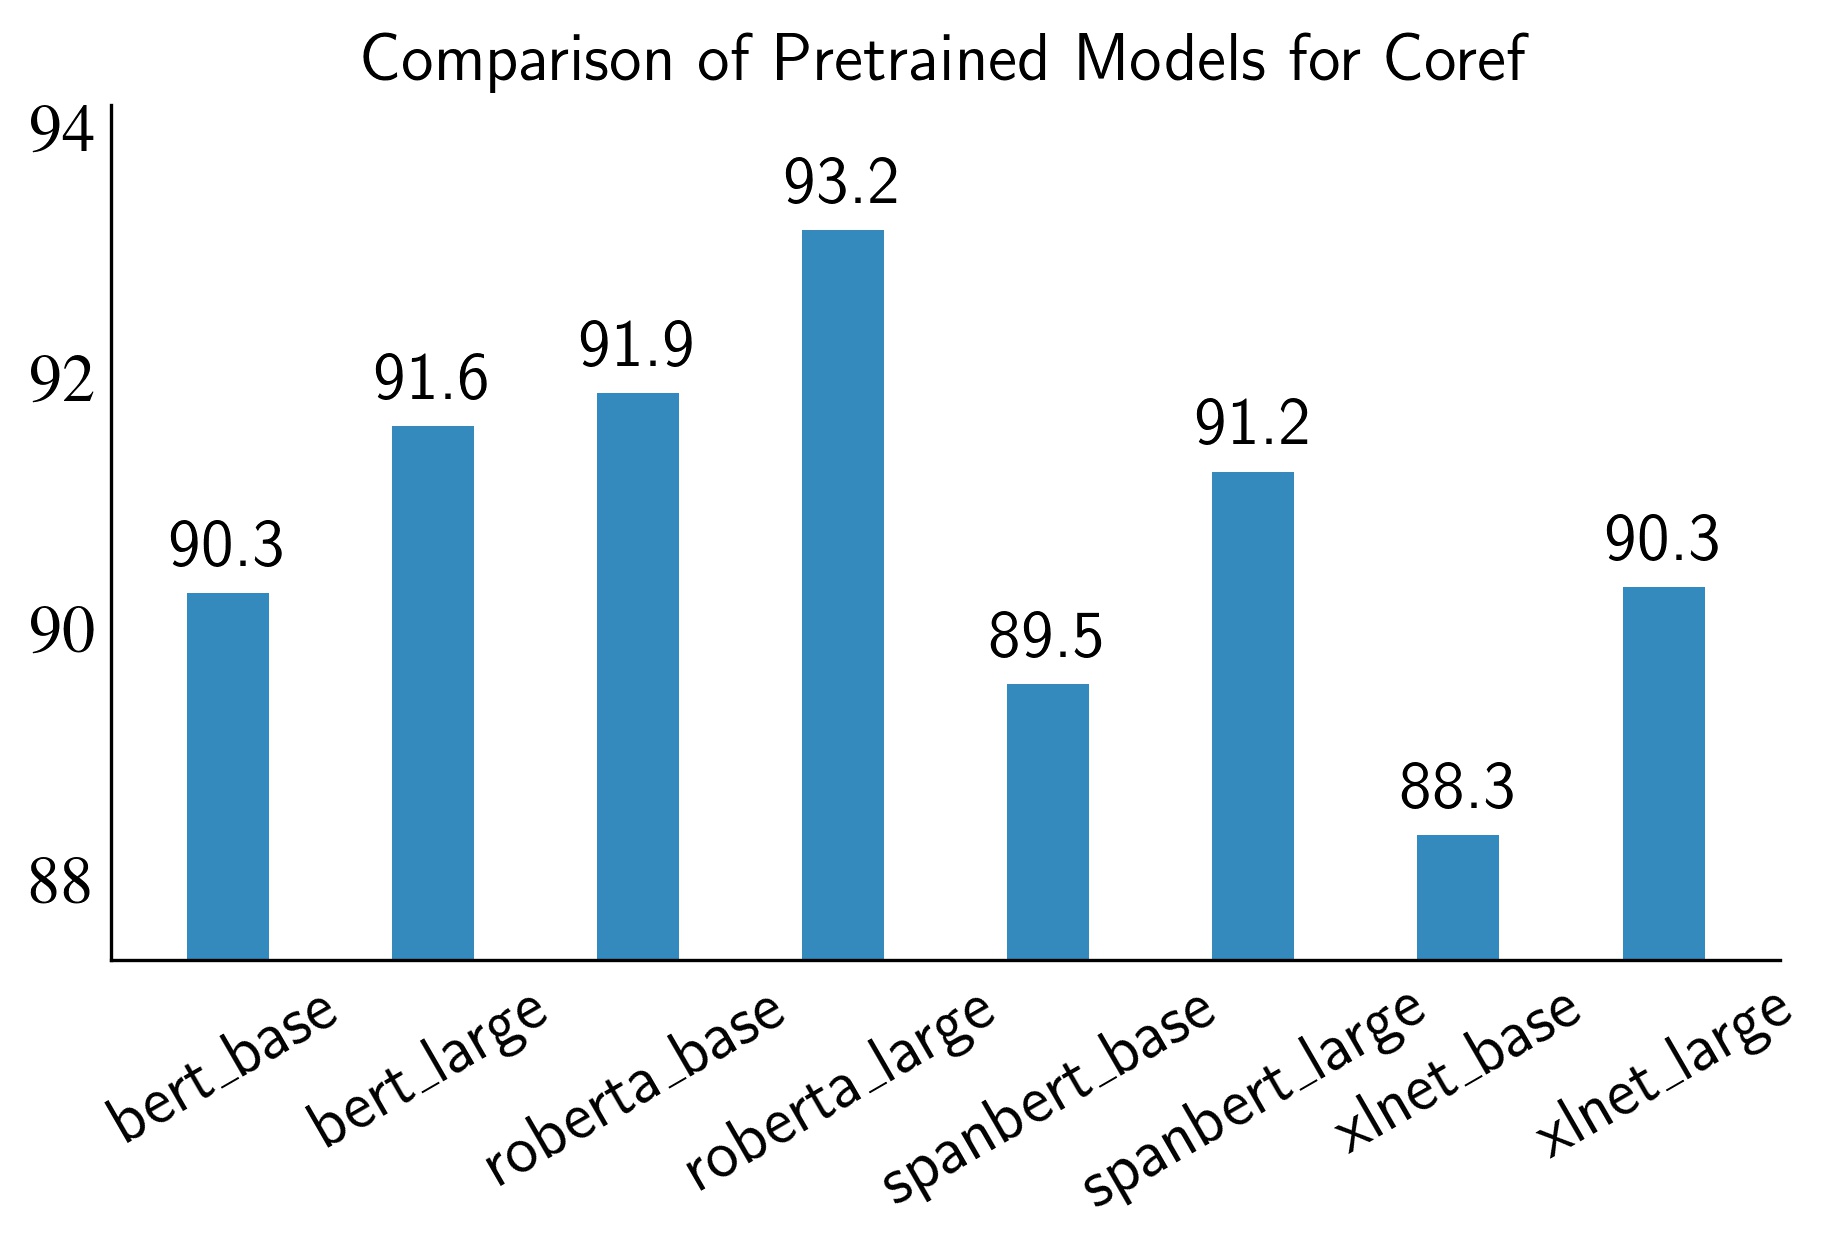 Comparison of Pretrained Models for Coref
94
92
90
88
90.3
91.6
91.9
93.2
89.5
91.2
88.3
90.3
bert_base
bert_large
roberta_base
roberta_large
spanbert_base
spanbert_large
xlnet_base
xlnet_large